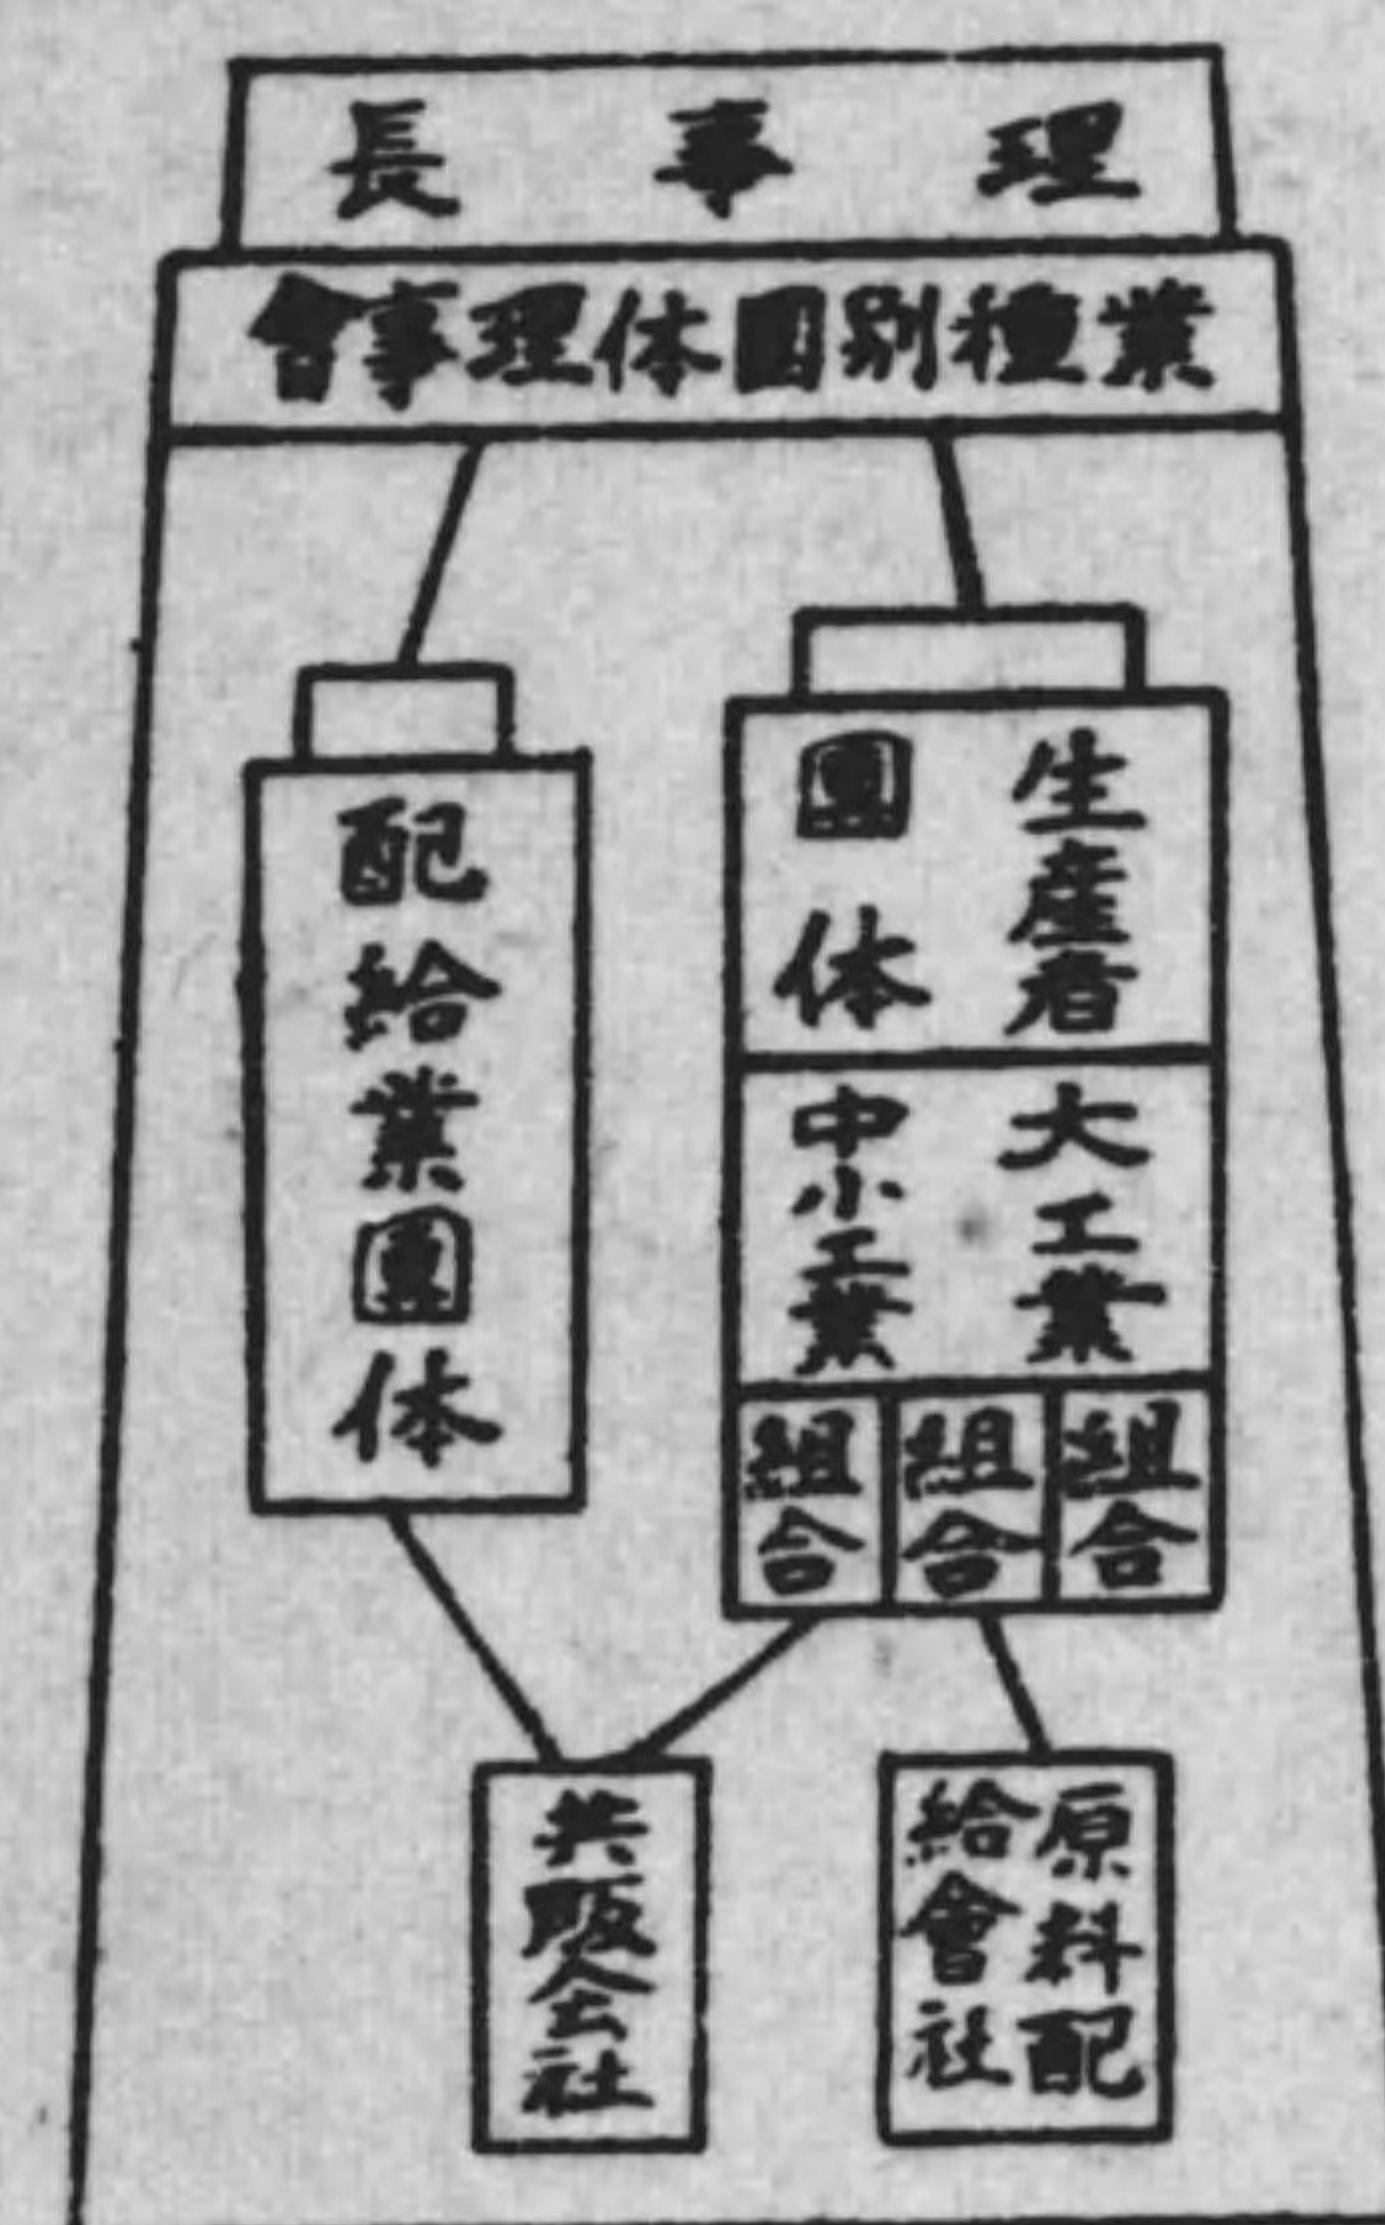 理事長
業種別團体理事會
生産者
團体
大工業
中小工業
組合
組合
組合
配給業團体
原料配
給會社
共販会社